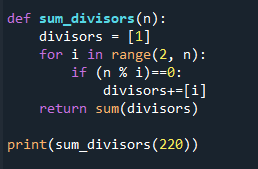 def sum_divisors(n):
    divisors = [1]
    for i in range(2, n):
        if (n % i)==0:
            divisors+=[i]
    return sum(divisors)

print(sum_divisors(220))